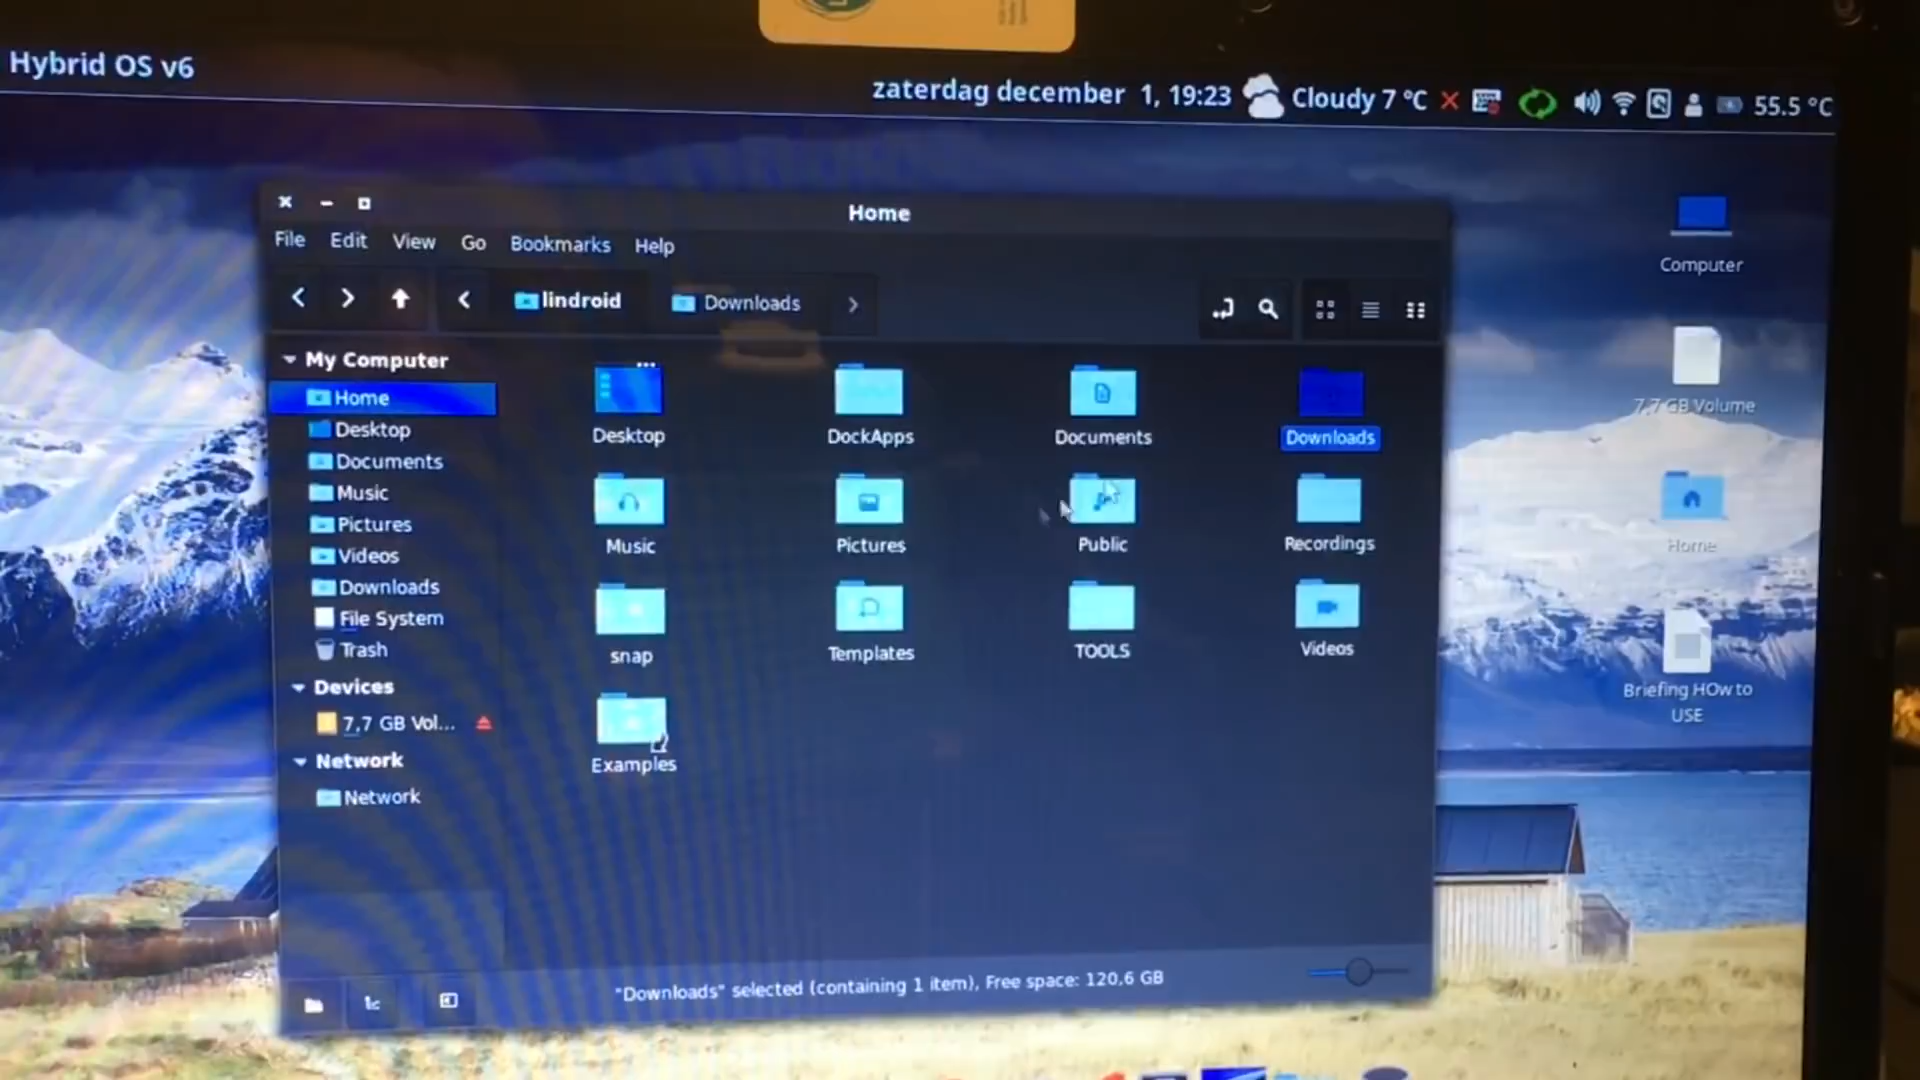 Hybrid OS v6
zaterdag december 1, 19:23 Cloudy 7 °C 55.5 °C
Home
File Edit View Go Bookmarks Help
lindroid Downloads
My Computer
Home
Desktop
Documents
Music
Pictures
Videos
Downloads
File System
Trash
Devices
7,7 GB Vol...
Network
Network
Desktop DockApps Documents Downloads
Music Pictures Public Recordings
snap Templates TOOLS Videos
Examples
"Downloads" selected (containing 1 item), Free space: 120,6 GB
Computer
7,7 GB Volume
Home
Briefing HOw to
USE